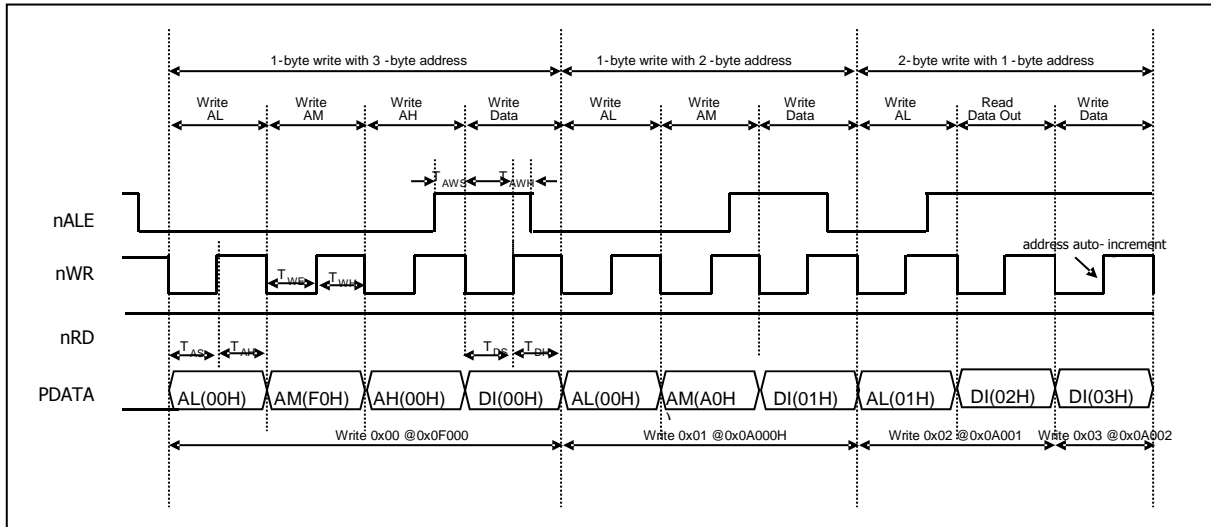 1-byte write with 3 -byte address 1-byte write with 2 -byte address 2-byte write with 1 -byte address
Write AL Write AM Write AH Write Data Write AL Write AM Write Data Write AL Read Data Out Write Data
T AWS T AWH
nALE
address auto- increment
nWR T WE T WH
nRD
T AS T AH T DS T DH
PDATA AL(00H) AM(F0H) AH(00H) DI(00H) AL(00H) AM(A0H) DI(01H) AL(01H) DI(02H) DI(03H)
Write 0x00 @0x0F000 Write 0x01 @0x0A000H Write 0x02 @0x0A001 Write 0x03 @0x0A002